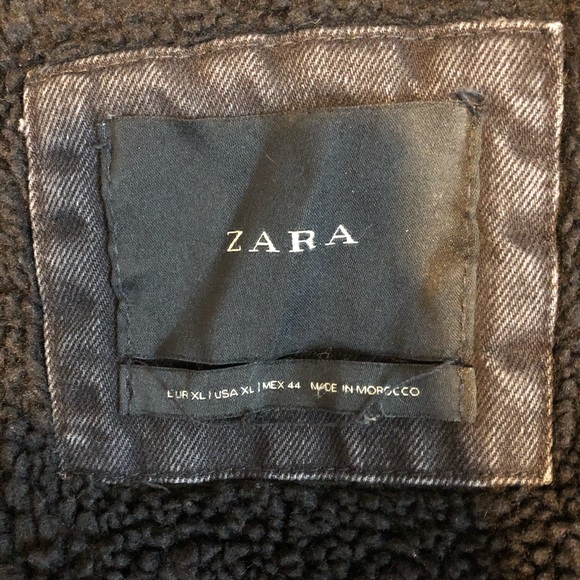 ZARA
EUR XL | USA XL | MEX 44 MADE IN MOROCCO